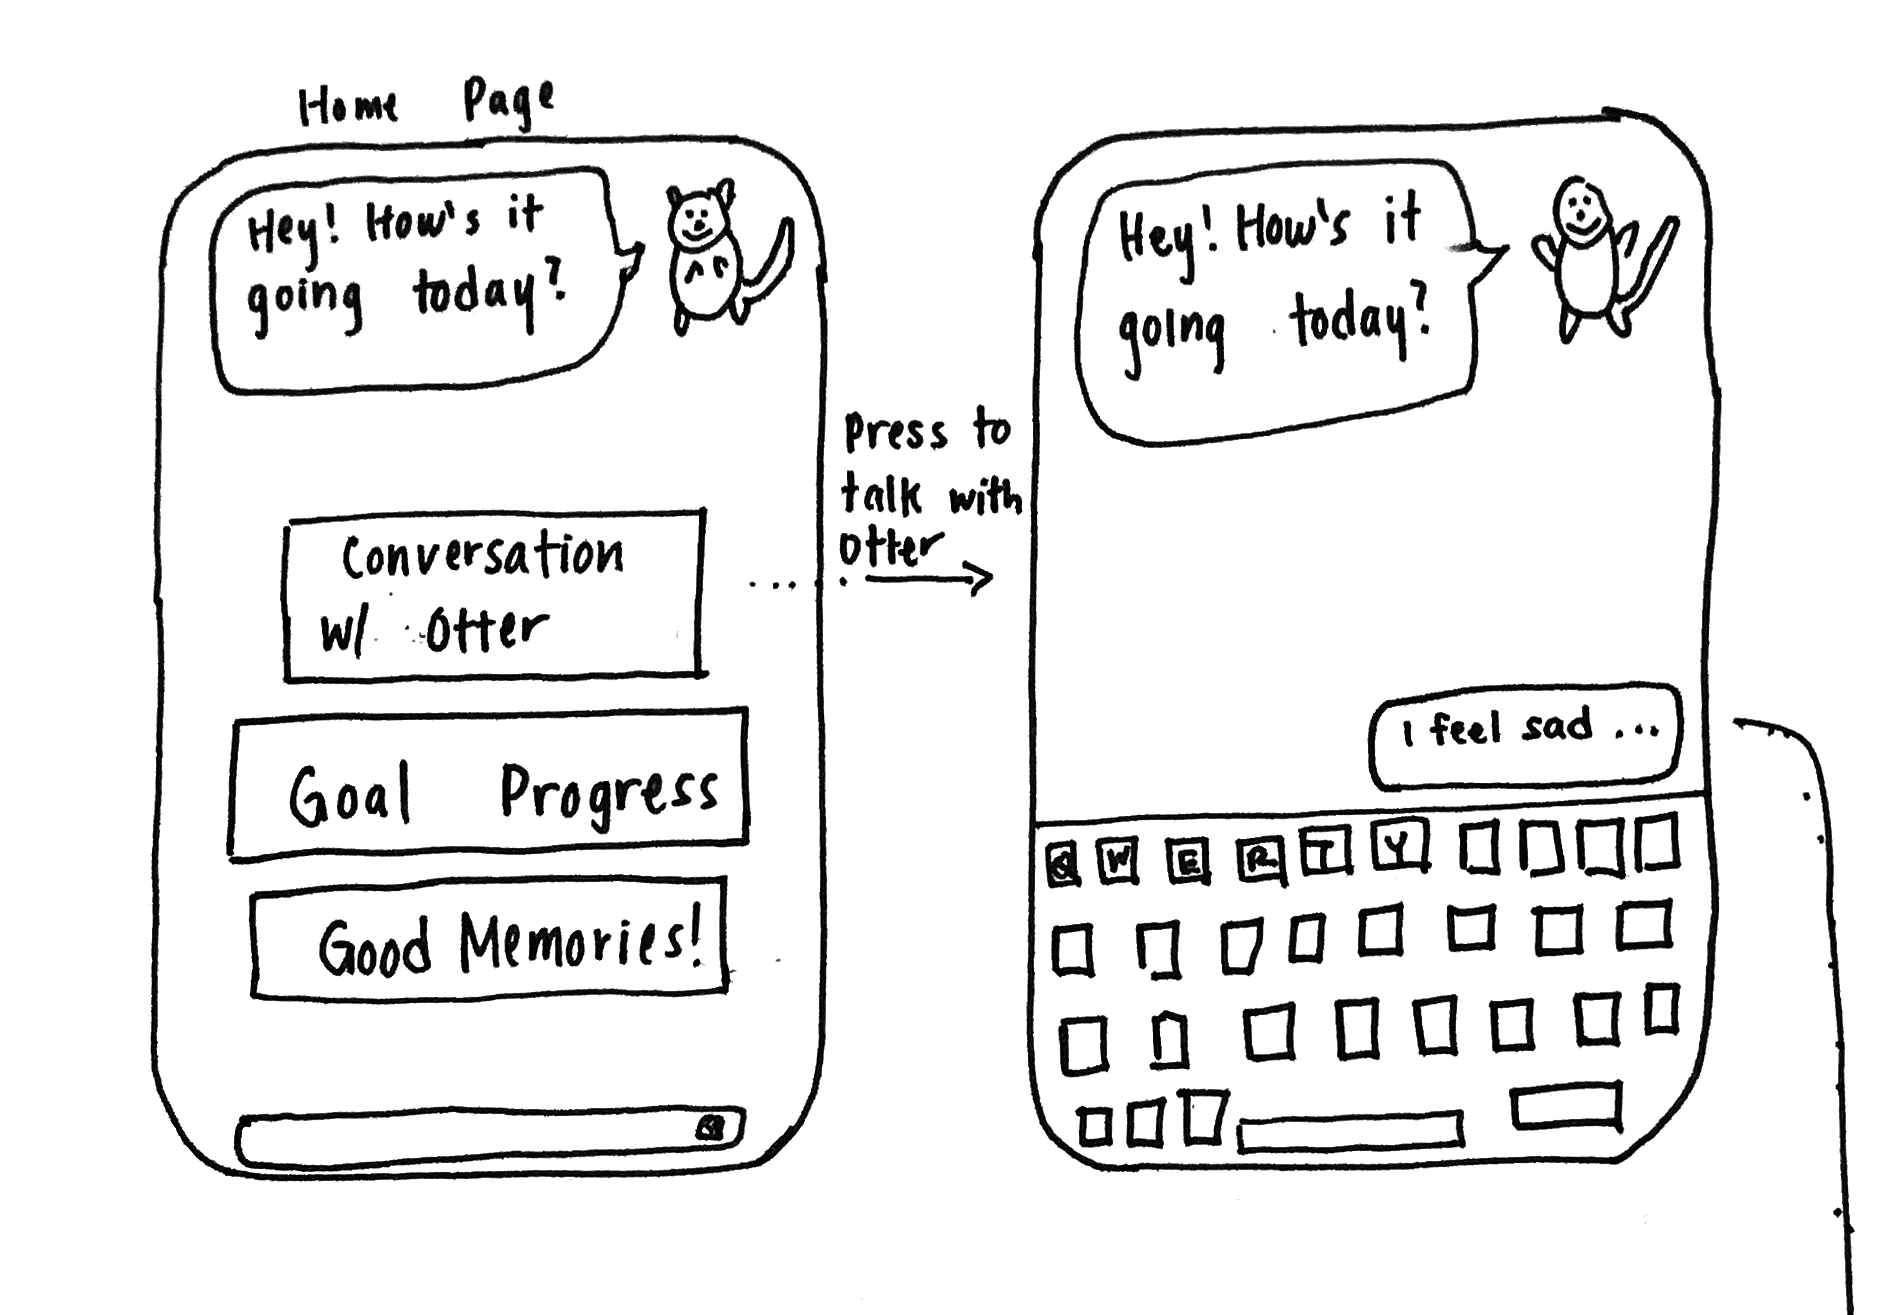 Home Page
Hey! How's it
going today?
Conversation
w/ Otter
Goal Progress
Good Memories!
Press to
talk with
Otter
Hey! How's it
going today?
I feel sad ...
Q W E R T Y